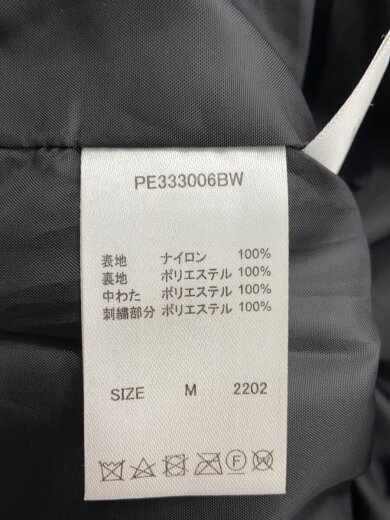 PE333006BW
表地 ナイロン 100%
裏地 ポリエステル 100%
中わた ポリエステル 100%
刺繍部分 ポリエステル 100%
SIZE M 2202
F W